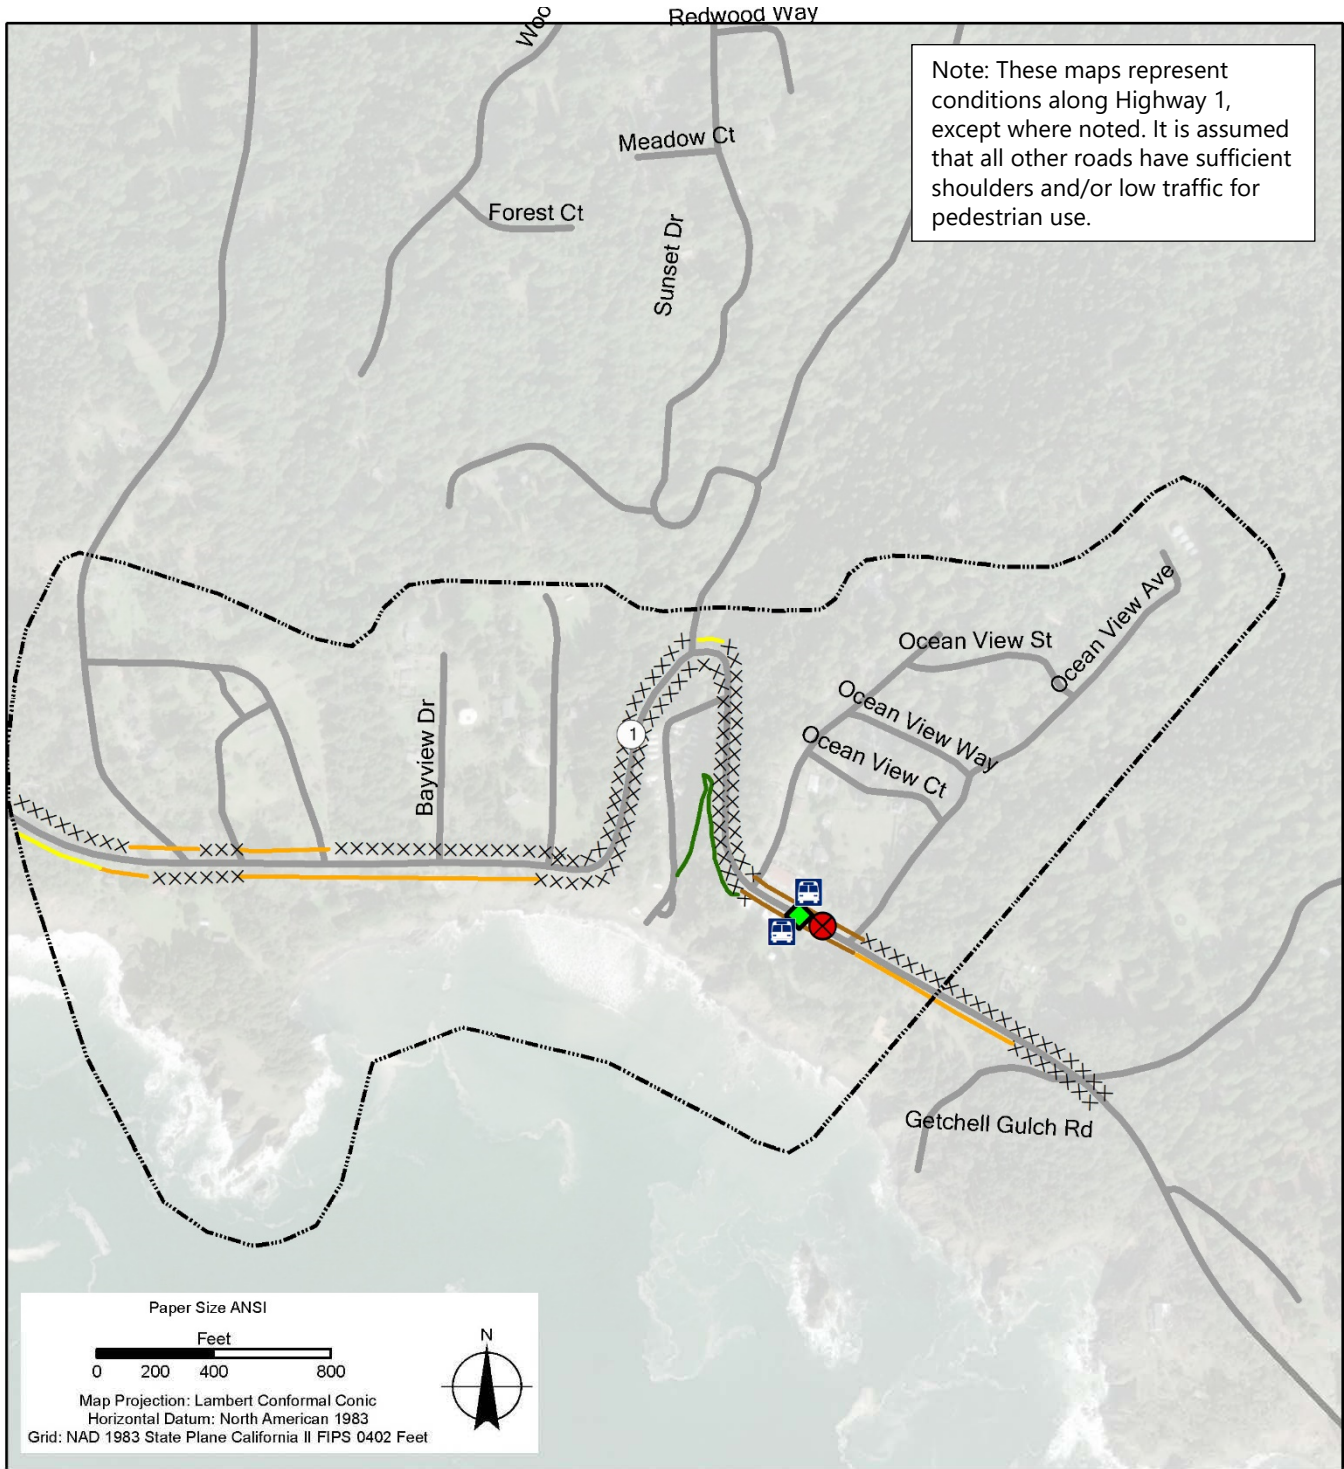 Redwood Way
Woo
Note: These maps represent
conditions along Highway 1,
except where noted. It is assumed
that all other roads have sufficient
shoulders and/or low traffic for
pedestrian use.
Meadow Ct
Forest Ct
Sunset Dr
Ocean View Ave
Ocean View St
Ocean View Way
Ocean View Ct
Bayview Dr
1
Getchell Gulch Rd
Paper Size ANSI
Feet
0 200 400 800
Map Projection: Lambert Conformal Conic
Horizontal Datum: North American 1983
Grid: NAD 1983 State Plane California II FIPS 0402 Feet
N